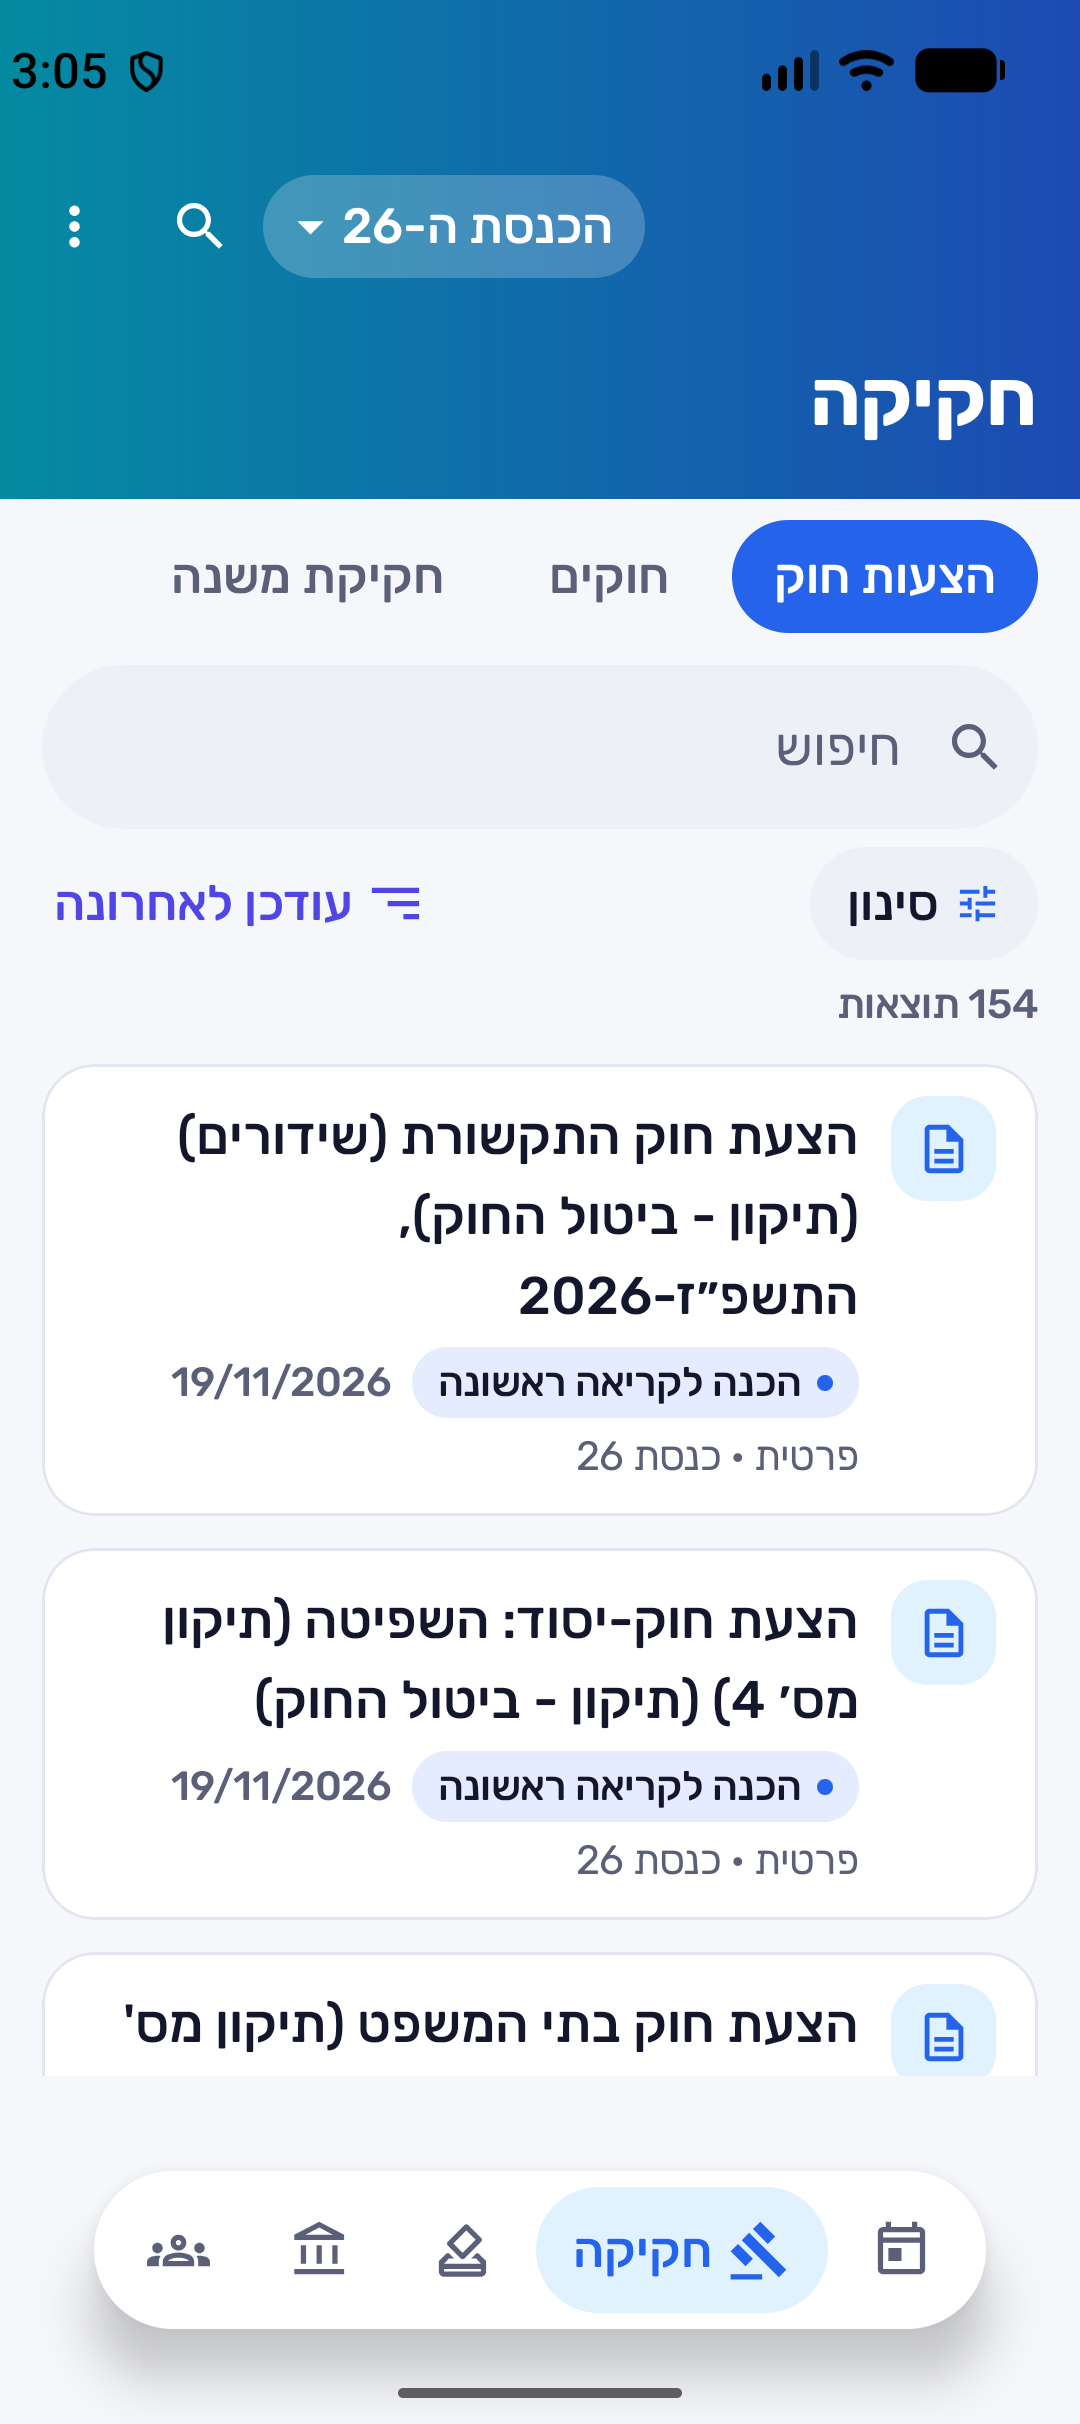 3:05
הכנסת ה-26
חקיקה
הצעות חוק
חוקים
חקיקת משנה
חיפוש
סינון
עודכן לאחרונה
154 תוצאות
הצעת חוק התקשורת (שידורים)
(תיקון - ביטול החוק),
התשפ״ז-2026
הכנה לקריאה ראשונה
19/11/2026
פרטית • כנסת 26
הצעת חוק-יסוד: השפיטה (תיקון
מס׳ 4) (תיקון - ביטול החוק)
הכנה לקריאה ראשונה
19/11/2026
פרטית • כנסת 26
הצעת חוק בתי המשפט (תיקון מס'
חקיקה